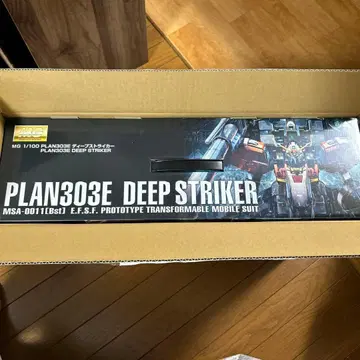 MG
MG 1/100 PLAN303E ディープストライカー
PLAN303E DEEP STRIKER
PLAN303E DEEP STRIKER
MSA-0011[Bst] E.F.S.F. PROTOTYPE TRANSFORMABLE MOBILE SUIT